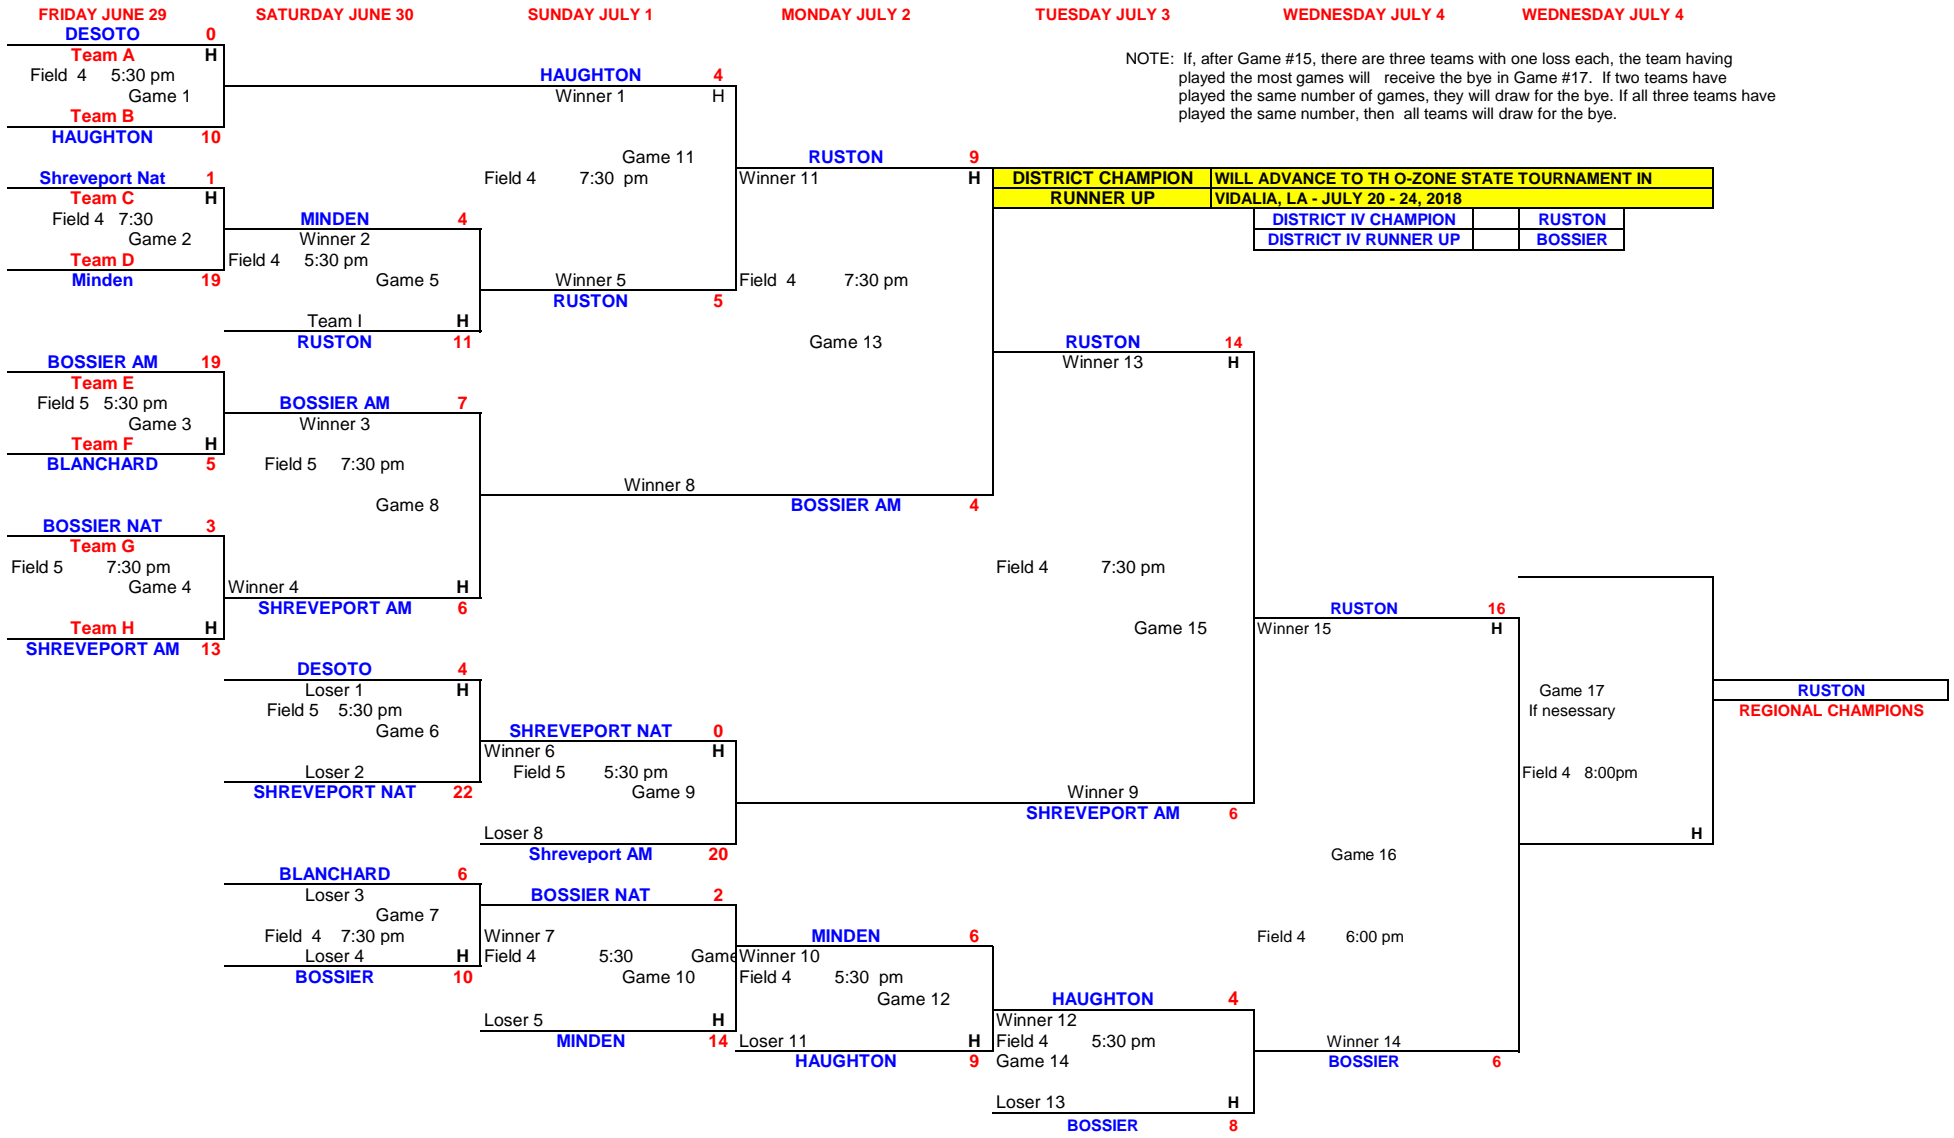 FRIDAY JUNE 29 SATURDAY JUNE 30 SUNDAY JULY 1 MONDAY JULY 2 TUESDAY JULY 3 WEDNESDAY JULY 4 WEDNESDAY JULY 4
DESOTO 0
Team A H
Field 4 5:30 pm
Game 1
Team B
HAUGHTON 10
Shreveport Nat 1
Team C H
Field 4 7:30
Game 2
Team D
Minden 19
BOSSIER AM 19
Team E
Field 5 5:30 pm
Game 3
Team F H
BLANCHARD 5
BOSSIER NAT 3
Team G
Field 5 7:30 pm
Game 4
Team H H
SHREVEPORT AM 13
MINDEN 4
Winner 2
Field 4 5:30 pm
Game 5
Team I H
RUSTON 11
BOSSIER AM 7
Winner 3
Field 5 7:30 pm
Game 8
Winner 4 H
SHREVEPORT AM 6
DESOTO 4
Loser 1 H
Field 5 5:30 pm
Game 6
Loser 2
SHREVEPORT NAT 22
BLANCHARD 6
Loser 3
Game 7
Field 4 7:30 pm
Loser 4 H
BOSSIER 10
HAUGHTON 4
Winner 1 H
Game 11
Field 4 7:30 pm
Winner 5
RUSTON 5
Winner 8
SHREVEPORT NAT 0
Winner 6 H
Field 5 5:30 pm
Game 9
Loser 8
Shreveport AM 20
BOSSIER NAT 2
Winner 7
Field 4 5:30 Game
Game 10
Loser 5 H
MINDEN 14
RUSTON 9
Winner 11 H
Field 4 7:30 pm
Game 13
BOSSIER AM 4
MINDEN 6
Winner 10
Field 4 5:30 pm
Game 12
Loser 11 H
HAUGHTON 9
NOTE: If, after Game #15, there are three teams with one loss each, the team having
played the most games will receive the bye in Game #17. If two teams have
played the same number of games, they will draw for the bye. If all three teams have
played the same number, then all teams will draw for the bye.
DISTRICT CHAMPION WILL ADVANCE TO TH O-ZONE STATE TOURNAMENT IN
RUNNER UP VIDALIA, LA - JULY 20 - 24, 2018
DISTRICT IV CHAMPION RUSTON
DISTRICT IV RUNNER UP BOSSIER
RUSTON 14
Winner 13 H
Field 4 7:30 pm
Game 15
Winner 9
SHREVEPORT AM 6
HAUGHTON 4
Winner 12
Field 4 5:30 pm
Game 14
Loser 13 H
BOSSIER 8
RUSTON 16
Winner 15 H
Game 16
Field 4 6:00 pm
Winner 14
BOSSIER 6
Game 17
If nesessary
Field 4 8:00pm
H
RUSTON
REGIONAL CHAMPIONS